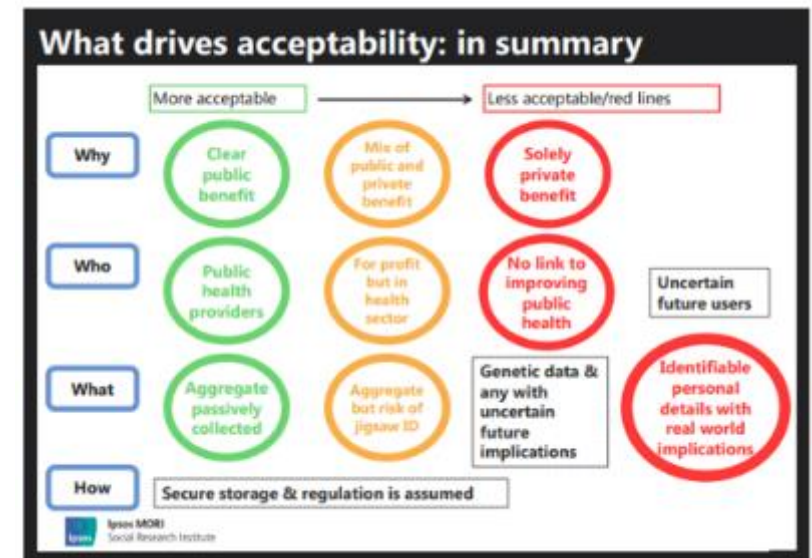 What drives acceptability: in summary
More acceptable
Less acceptable/red lines
Why
Clear
public
benefit
Mix of
public and
private
benefit
Solely
private
benefit
Who
Public
health
providers
For profit
but in
health
sector
No link to
improving
public
health
Uncertain
future users
What
Aggregate
passively
collected
Aggregate
but risk of
jigsaw ID
Genetic data &
any with
uncertain
future
implications
Identifiable
personal
details with
real world
implications
How
Secure storage & regulation is assumed
Ipsos
Ipsos MORI
Social Research Institute